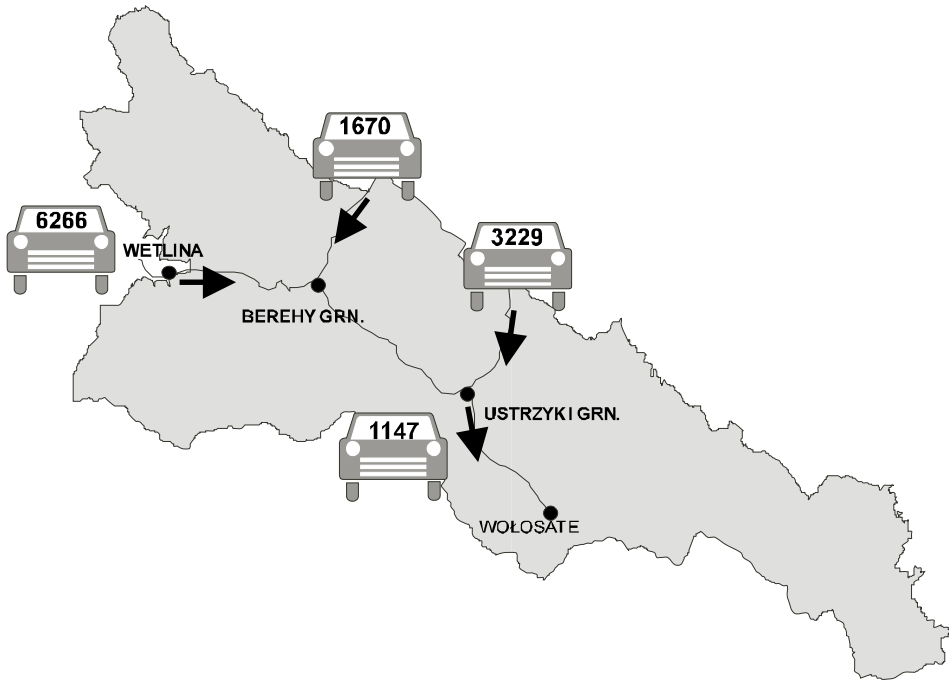 1670
6266
3229
WETLINA
BEREHY GRN.
USTRZYKI GRN.
1147
WOŁOSATE